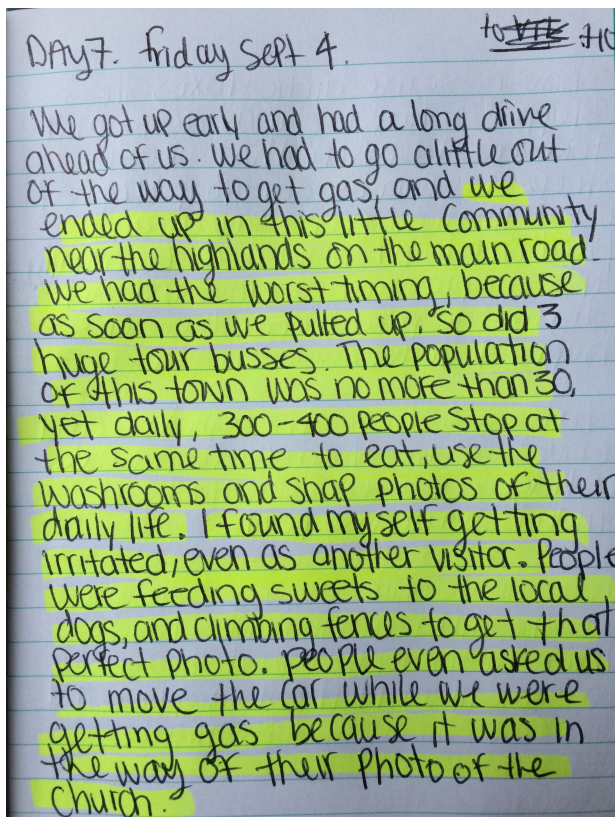 to 710
DAY 7. Friday Sept 4.
We got up early and had a long drive
ahead of us. We had to go alittle out
of the way to get gas, and we
ended up in this little community
near the highlands on the main road.
we had the worst timing, because
as soon as we pulled up, so did 3
huge tour busses. The population
of this town was no more than 30,
yet daily, 300-400 people stop at
the same time to eat, use the
washrooms and snap photos of their
daily life. I found myself getting
irritated, even as another visitor. People
were feeding sweets to the local
dogs, and climbing fences to get that
perfect photo. people even asked us
to move the car while we were
getting gas because it was in
the way of their photo of the
church.